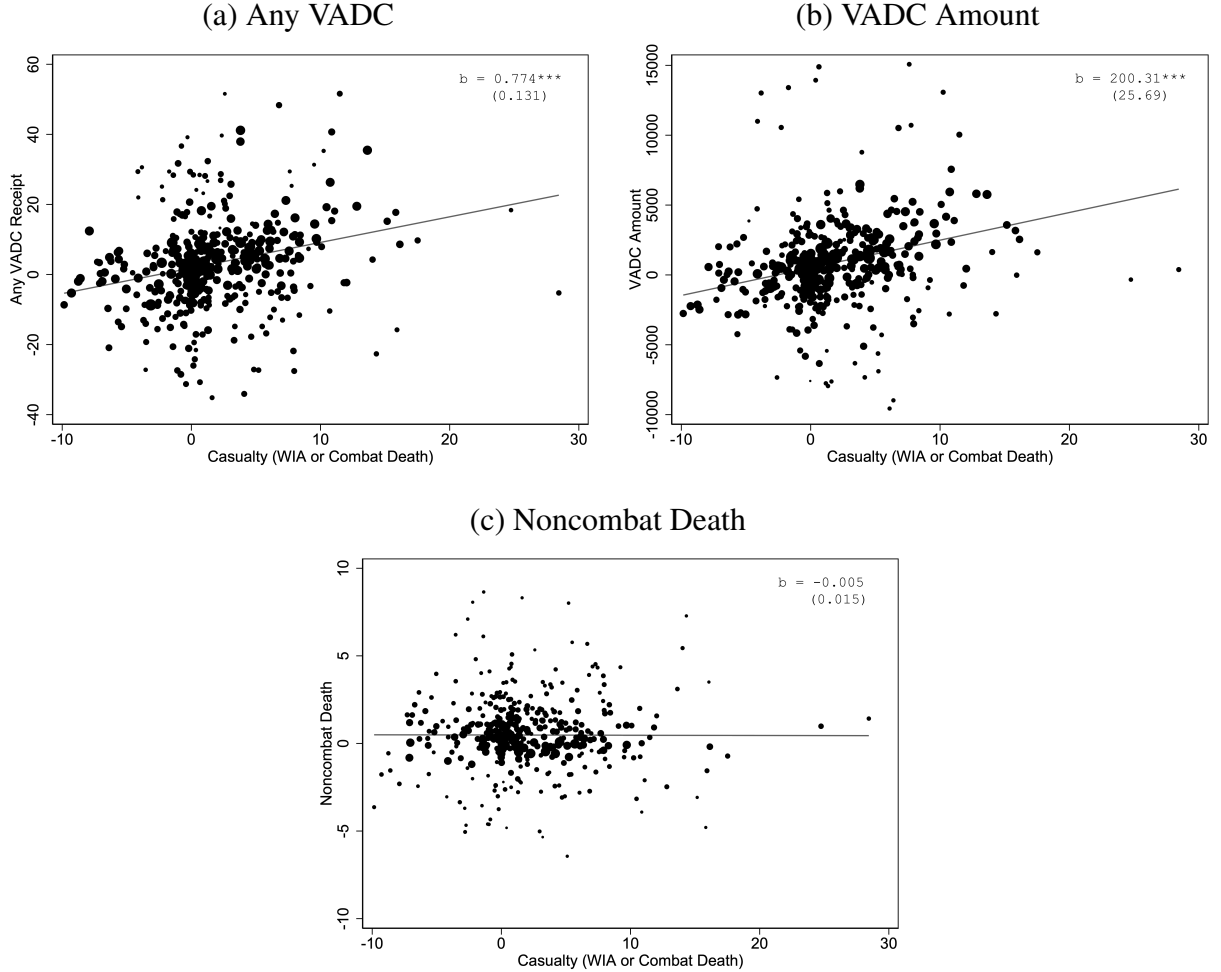 (a) Any VADC
b = 0.774***
(0.131)
Any VADC Receipt
60
40
20
0
-20
-40
-10
0
10
20
30
Casualty (WIA or Combat Death)
(b) VADC Amount
b = 200.31***
(25.69)
VADC Amount
15000
10000
5000
0
-5000
-10000
-10
0
10
20
30
Casualty (WIA or Combat Death)
(c) Noncombat Death
b = -0.005
(0.015)
Noncombat Death
10
5
0
-5
-10
-10
0
10
20
30
Casualty (WIA or Combat Death)